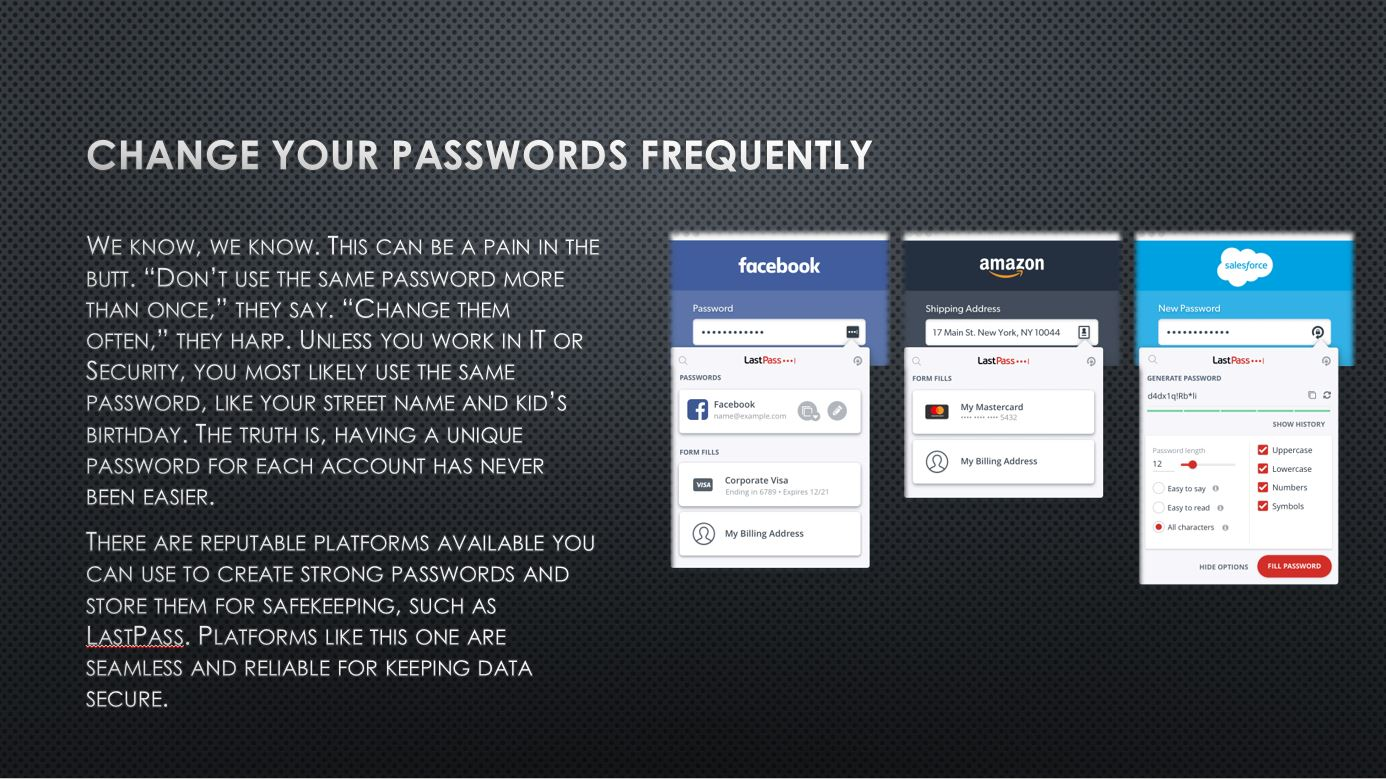 CHANGE YOUR PASSWORDS FREQUENTLY
WE KNOW, WE KNOW. THIS CAN BE A PAIN IN THE
BUTT. “DON’T USE THE SAME PASSWORD MORE
THAN ONCE,” THEY SAY. “CHANGE THEM
OFTEN,” THEY HARP. UNLESS YOU WORK IN IT OR
SECURITY, YOU MOST LIKELY USE THE SAME
PASSWORD, LIKE YOUR STREET NAME AND KID’S
BIRTHDAY. THE TRUTH IS, HAVING A UNIQUE
PASSWORD FOR EACH ACCOUNT HAS NEVER
BEEN EASIER.
THERE ARE REPUTABLE PLATFORMS AVAILABLE YOU
CAN USE TO CREATE STRONG PASSWORDS AND
STORE THEM FOR SAFEKEEPING, SUCH AS
LASTPASS. PLATFORMS LIKE THIS ONE ARE
SEAMLESS AND RELIABLE FOR KEEPING DATA
SECURE.
facebook
Password
••••••••••••
LastPass•••|
PASSWORDS
Facebook
name@example.com
FORM FILLS
VISA
Corporate Visa
Ending in 6789 • Expires 12/21
My Billing Address
amazon
Shipping Address
17 Main St. New York, NY 10044
LastPass•••|
FORM FILLS
My Mastercard
•••• •••• •••• 5432
My Billing Address
salesforce
New Password
••••••••••••
LastPass•••|
GENERATE PASSWORD
d4dx1q!Rb*li
SHOW HISTORY
Password length
12
Easy to say
Easy to read
All characters
Uppercase
Lowercase
Numbers
Symbols
HIDE OPTIONS
FILL PASSWORD